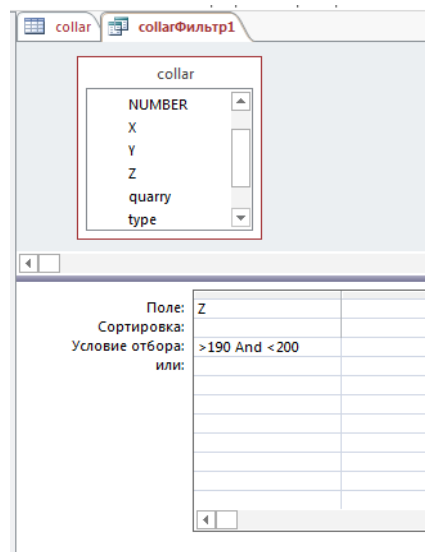 collar collarФильтр1
collar
NUMBER
X
Y
Z
quarry
type
Поле: Z
Сортировка:
Условие отбора: >190 And <200
или: